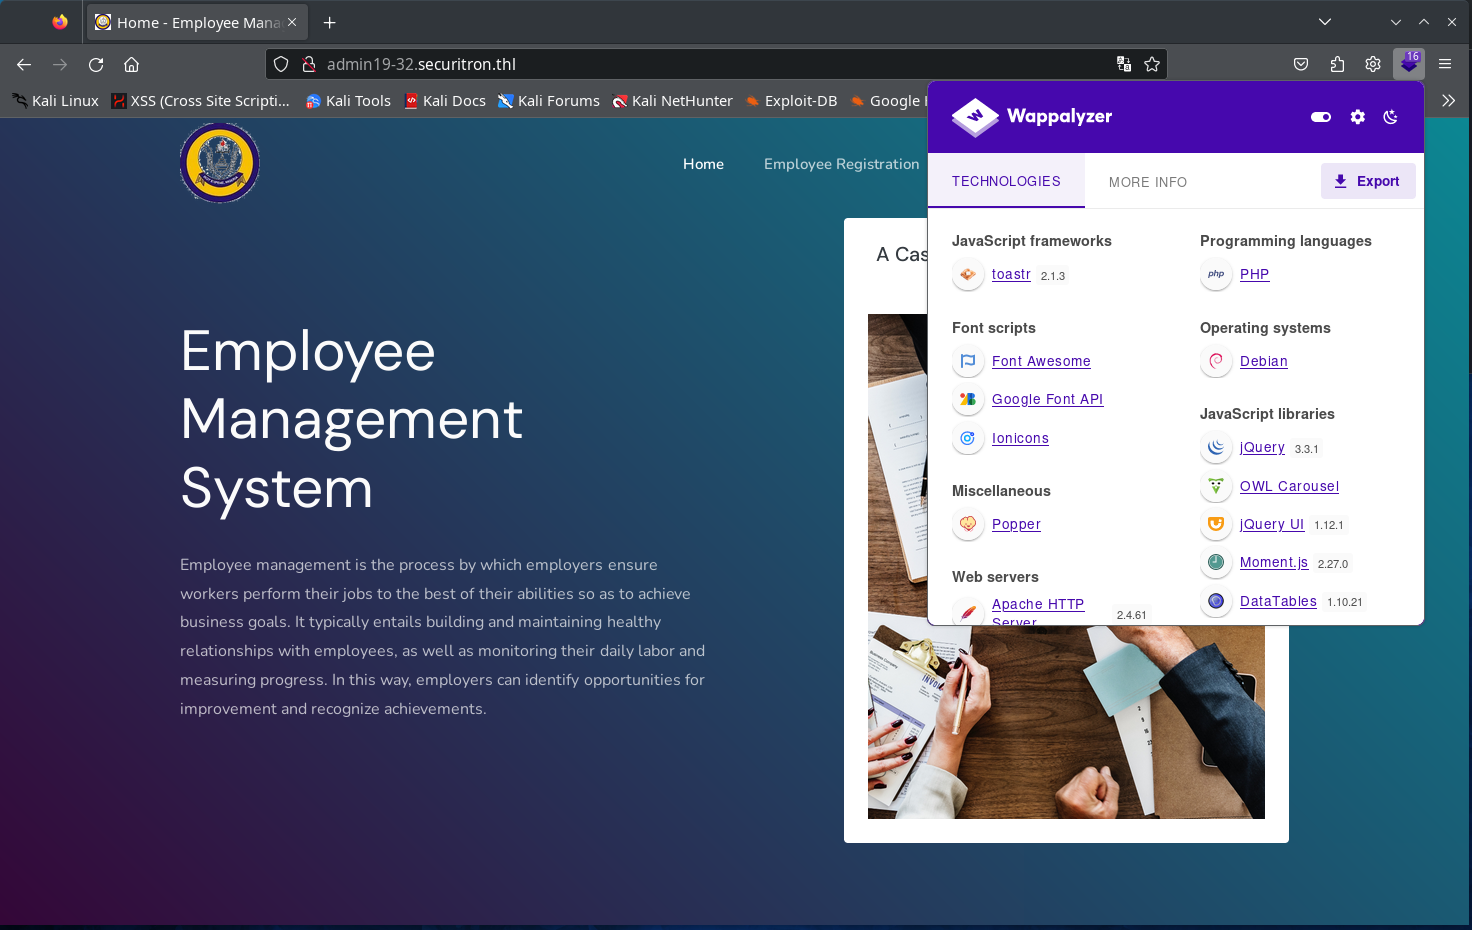 Home - Employee Mana
admin19-32.securitron.thl
16
Kali Linux
XSS (Cross Site Scripti...
Kali Tools
Kali Docs
Kali Forums
Kali NetHunter
Exploit-DB
Google
Wappalyzer
TECHNOLOGIES
MORE INFO
Export
Home
Employee Registration
A Cas
Employee
Management
System
Employee management is the process by which employers ensure
workers perform their jobs to the best of their abilities so as to achieve
business goals. It typically entails building and maintaining healthy
relationships with employees, as well as monitoring their daily labor and
measuring progress. In this way, employers can identify opportunities for
improvement and recognize achievements.
JavaScript frameworks
toastr 2.1.3
Font scripts
Font Awesome
Google Font API
Ionicons
Miscellaneous
Popper
Web servers
Apache HTTP
Server 2.4.61
Programming languages
php PHP
Operating systems
Debian
JavaScript libraries
jQuery 3.3.1
OWL Carousel
jQuery UI 1.12.1
Moment.js 2.27.0
DataTables 1.10.21
INVO